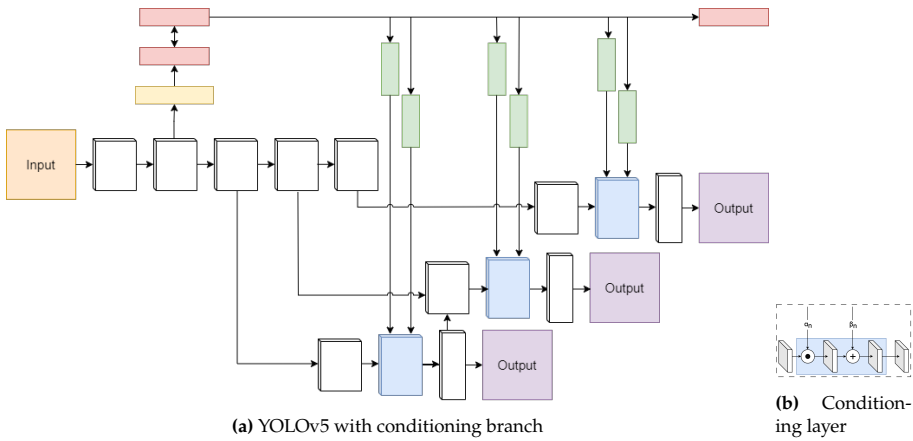 Input
Output
Output
Output
αn
βn
(a) YOLOv5 with conditioning branch
(b) Condition-
ing layer